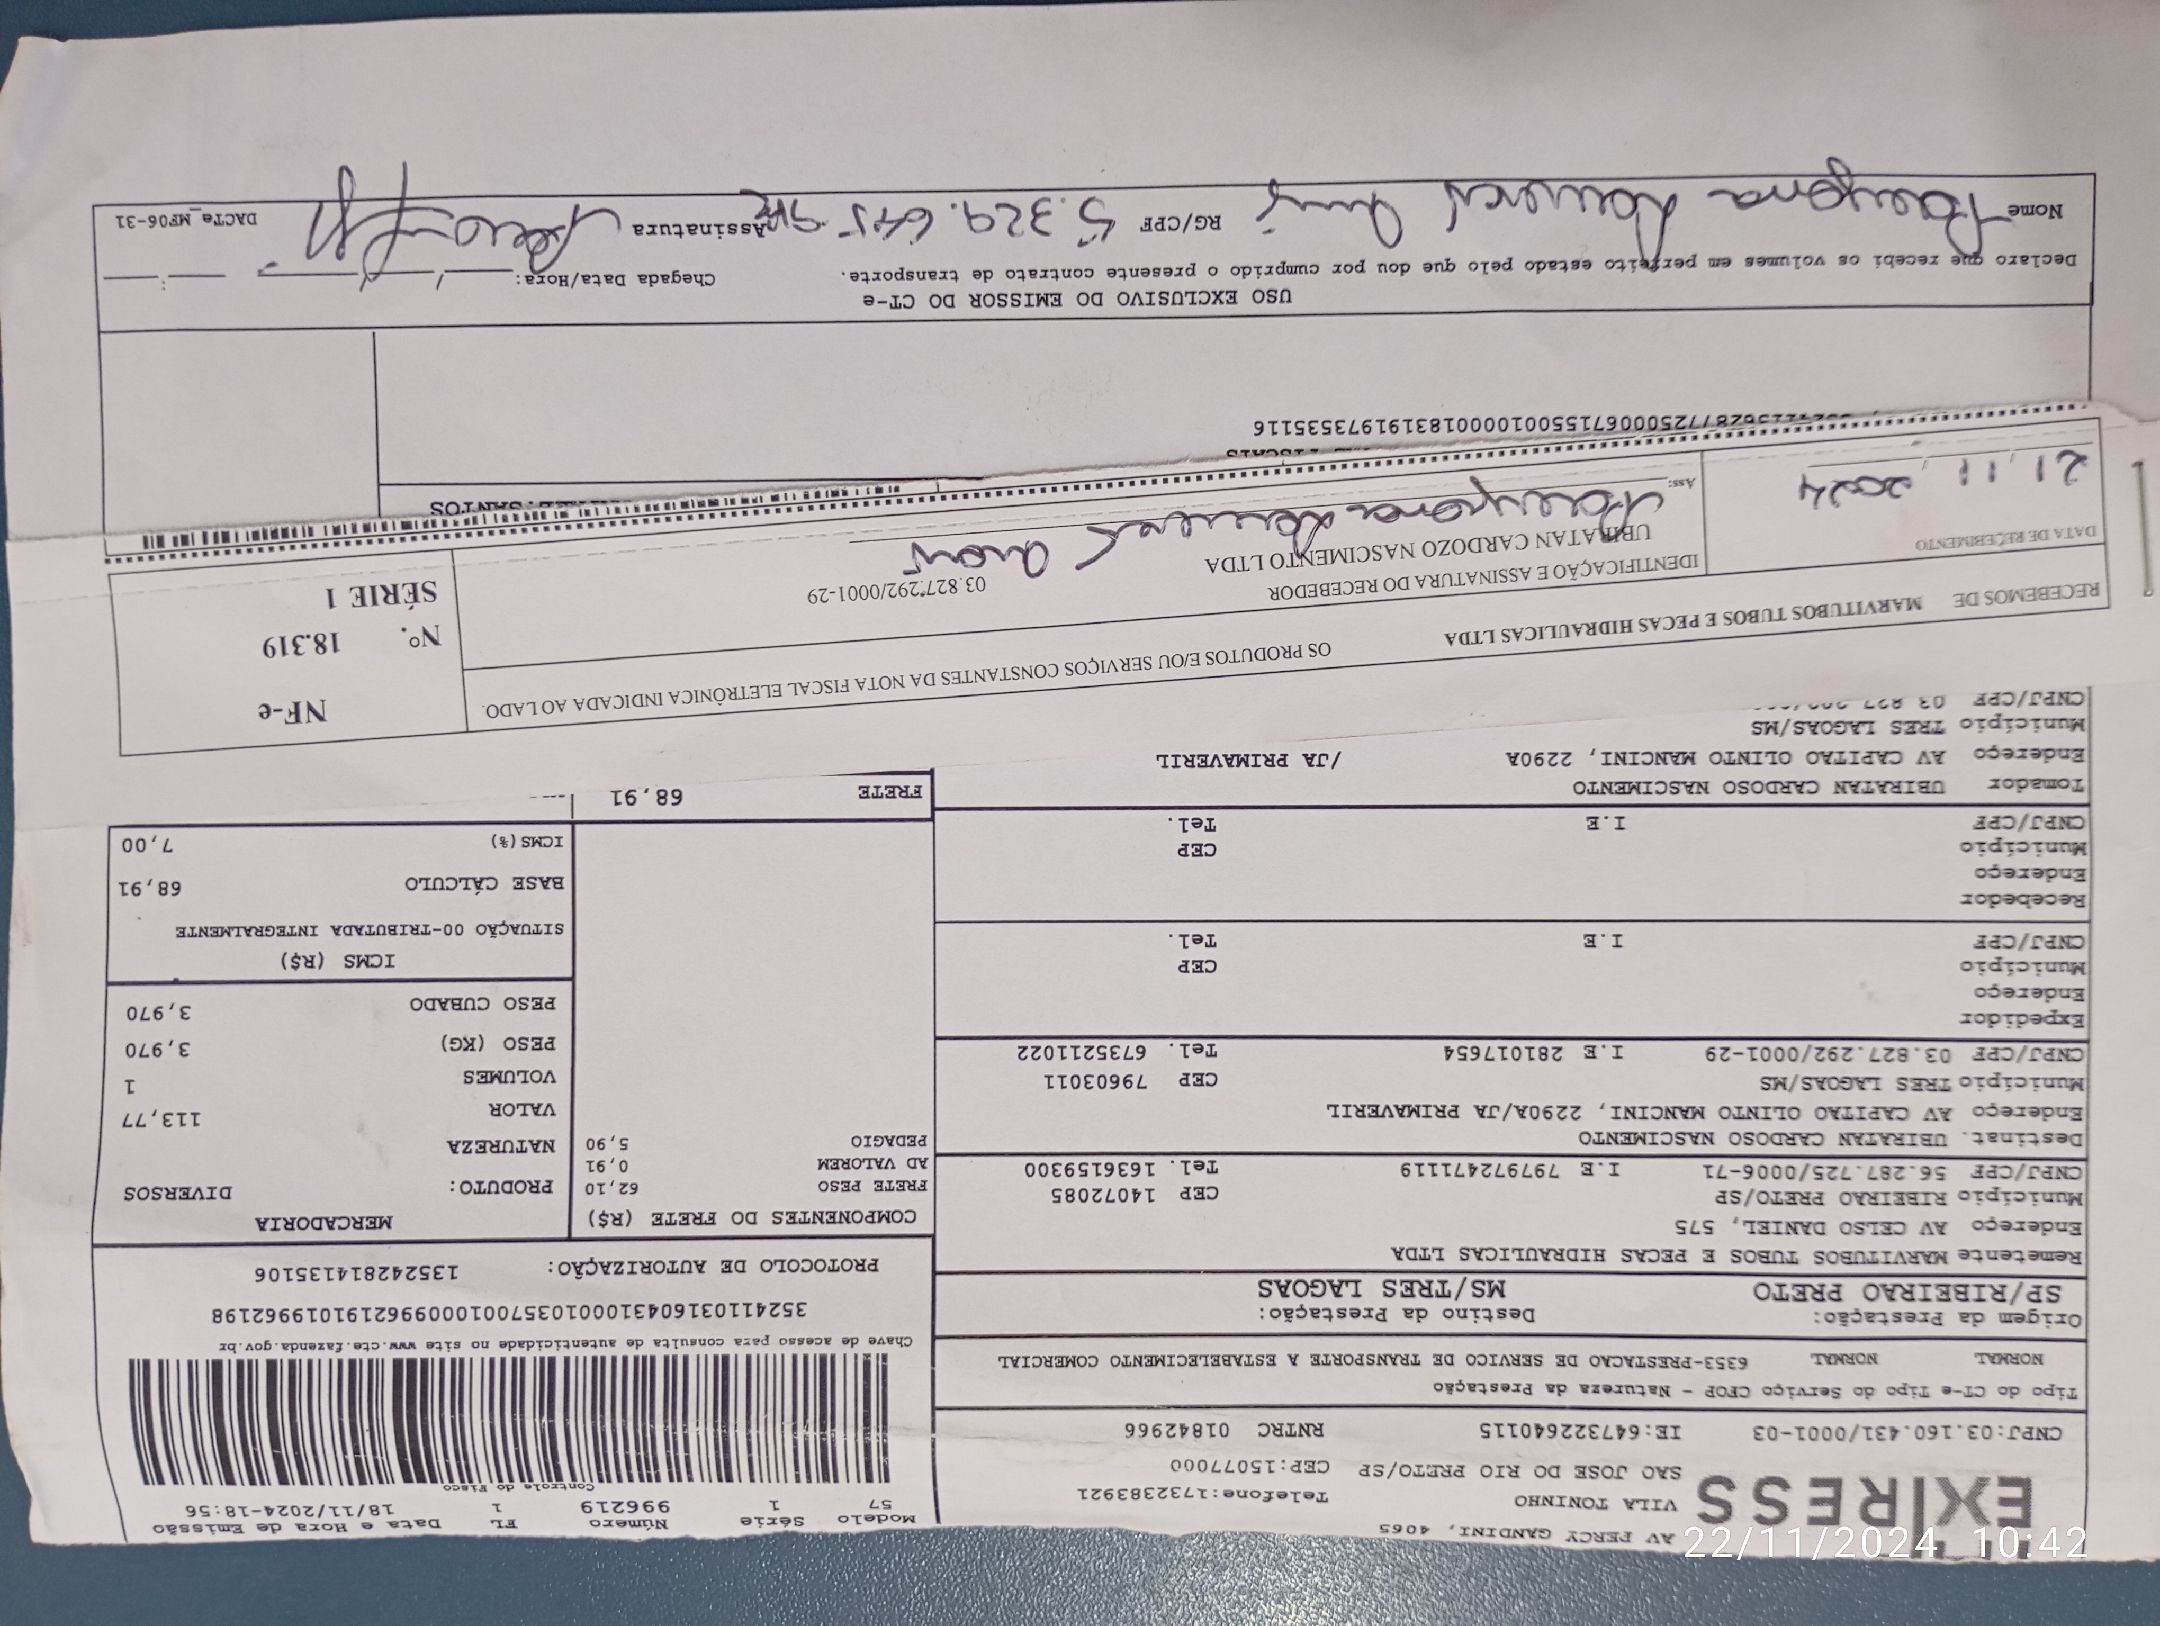 AV PERCY GANDINI, 4065
EXPRESS VILA TONINHO Telefone:1732383921
SAO JOSE DO RIO PRETO/SP CEP:15077000
CNPJ:03.160.431/0001-03 IE:647322640115 RNTRC 01842966
Modelo Série Número FL Data e Hora de Emissão
57 1 996219 1 18/11/2024-18:56
Controle do Fisco
Chave de acesso para consulta de autenticidade no site www.cte.fazenda.gov.br
35241103160431000103570010009962191019962198
PROTOCOLO DE AUTORIZAÇÃO: 135242814135106
Tipo do CT-e Tipo do Serviço CFOP - Natureza da Prestação
NORMAL NORMAL 6353-PRESTACAO DE SERVICO DE TRANSPORTE A ESTABELECIMENTO COMERCIAL
Origem da Prestação: Destino da Prestação:
SP/RIBEIRAO PRETO MS/TRES LAGOAS
Remetente MARVITUBOS TUBOS E PECAS HIDRAULICAS LTDA
Endereço AV CELSO DANIEL, 575
Município RIBEIRAO PRETO/SP CEP 14072085
CNPJ/CPF 56.287.725/0006-71 I.E 797972471119 Tel. 1636159300
Destinat. UBIRATAN CARDOSO NASCIMENTO
Endereço AV CAPITAO OLINTO MANCINI, 2290A/JA PRIMAVERIL
Município TRES LAGOAS/MS CEP 79603011
CNPJ/CPF 03.827.292/0001-29 I.E 281017654 Tel. 6735211022
Expedidor
Endereço
Município CEP
CNPJ/CPF I.E Tel.
Recebedor
Endereço
Município CEP
CNPJ/CPF I.E Tel.
Tomador UBIRATAN CARDOSO NASCIMENTO
Endereço AV CAPITAO OLINTO MANCINI, 2290A /JA PRIMAVERIL
Município TRES LAGOAS/MS
CNPJ/CPF 03.827.292
COMPONENTES DO FRETE (R$)
FRETE PESO 62,10
AD VALOREM 0,91
PEDAGIO 5,90
FRETE 68,91
MERCADORIA
PRODUTO: DIVERSOS
NATUREZA
VALOR 113,77
VOLUMES 1
PESO (KG) 3,970
PESO CUBADO 3,970
ICMS (R$)
SITUAÇÃO 00-TRIBUTADA INTEGRALMENTE
BASE CÁLCULO 68,91
ICMS(%) 7,00
RECEBEMOS DE MARVITUBOS TUBOS E PECAS HIDRAULICAS LTDA OS PRODUTOS E/OU SERVIÇOS CONSTANTES DA NOTA FISCAL ELETRÔNICA INDICADA AO LADO.
DATA DE RECEBIMENTO
21 11 2024
IDENTIFICAÇÃO E ASSINATURA DO RECEBEDOR 03.827.292/0001-29
UBIRATAN CARDOZO NASCIMENTO LTDA
Ass:
NF-e
Nº. 18.319
SÉRIE 1
SANTOS
USO EXCLUSIVO DO EMISSOR DO CT-e
Declaro que recebi os volumes em perfeito estado pelo que dou por cumprido o presente contrato de transporte. Chegada Data/Hora: / / :
Nome RG/CPF 5.329.645 Assinatura DACTe_MF06-31
22/11/2024 10:42